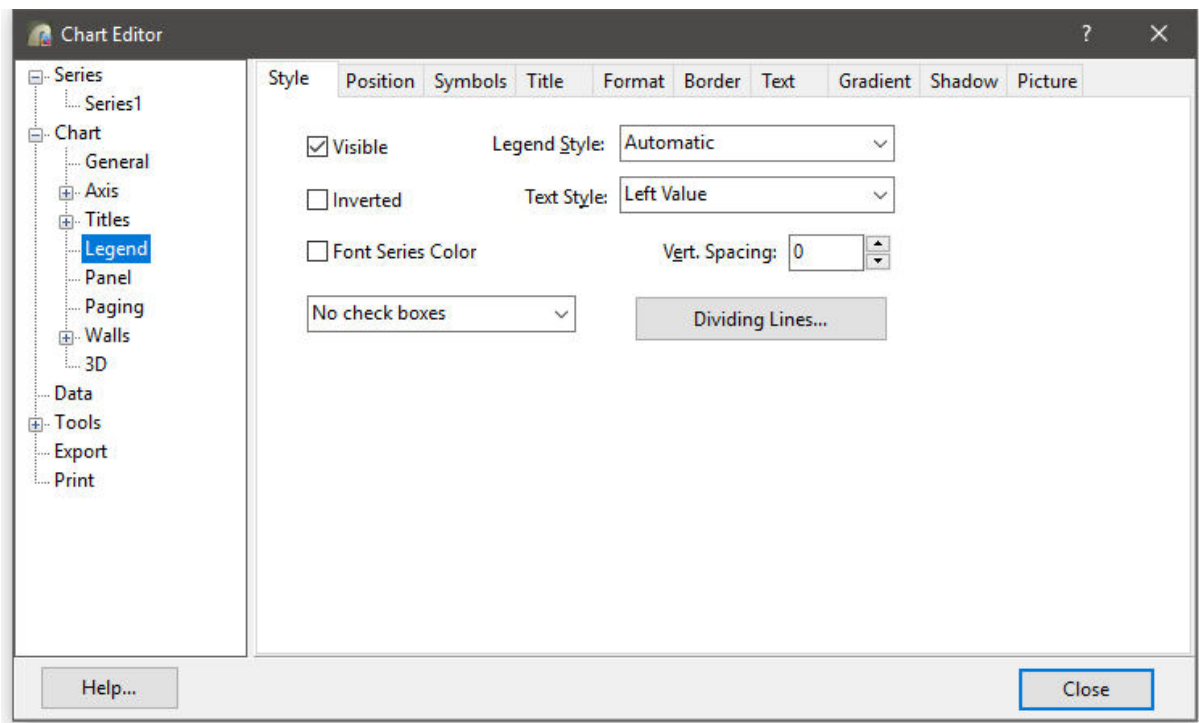 Chart Editor
?
Series
Series1
Chart
General
Axis
Titles
Legend
Panel
Paging
Walls
3D
Data
Tools
Export
Print
Style Position Symbols Title Format Border Text Gradient Shadow Picture
Visible Legend Style: Automatic
Inverted Text Style: Left Value
Font Series Color Vert. Spacing: 0
No check boxes Dividing Lines...
Help... Close